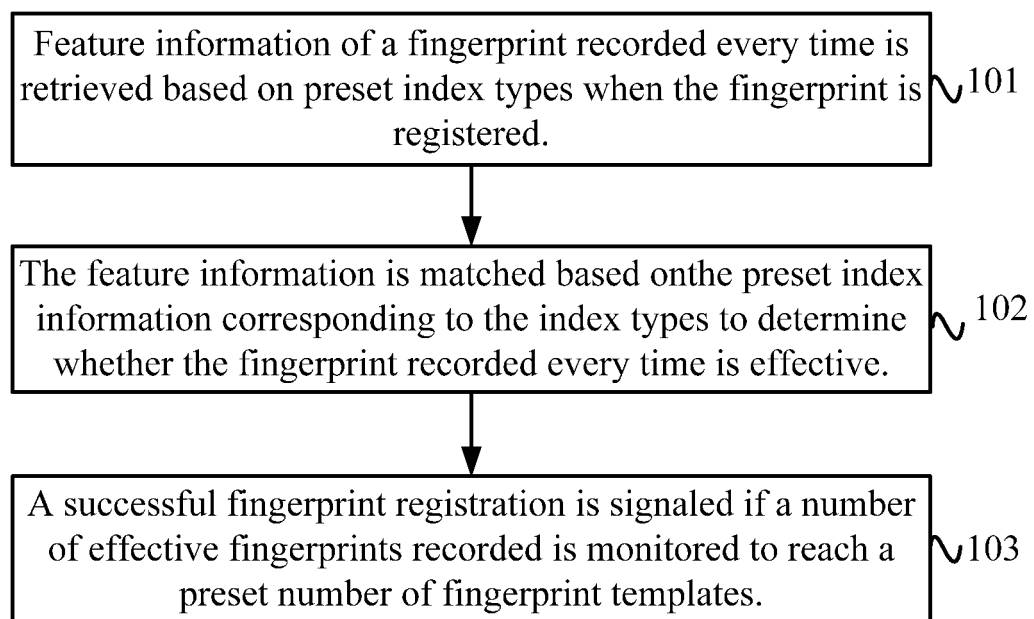 Feature information of a fingerprint recorded every time is
retrieved based on preset index types when the fingerprint is
registered.
101
The feature information is matched based onthe preset index
information corresponding to the index types to determine
whether the fingerprint recorded every time is effective.
102
A successful fingerprint registration is signaled if a number
of effective fingerprints recorded is monitored to reach a
preset number of fingerprint templates.
103